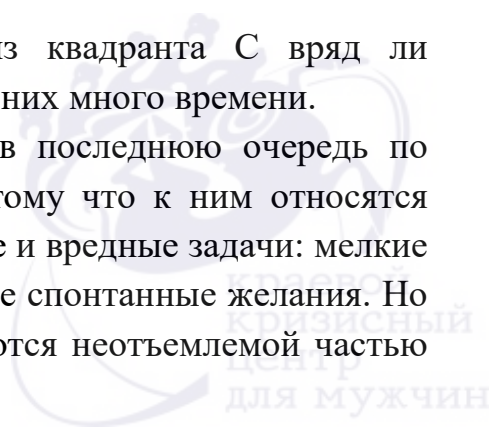 из квадранта С вряд ли
них много времени.
в последнюю очередь по
тому что к ним относятся
е и вредные задачи: мелкие
е спонтанные желания. Но
ются неотъемлемой частью
краевой
кризисный
центр
для мужчин